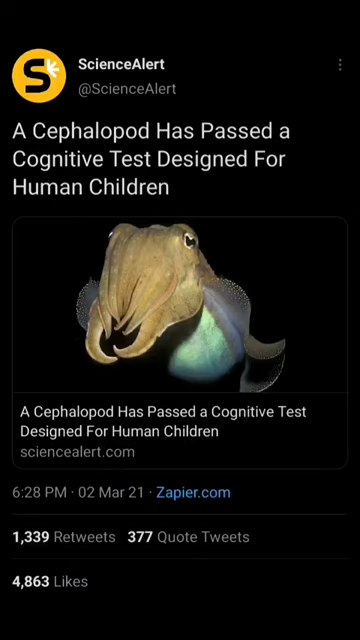 ScienceAlert
@ScienceAlert
A Cephalopod Has Passed a
Cognitive Test Designed For
Human Children
A Cephalopod Has Passed a Cognitive Test
Designed For Human Children
sciencealert.com
6:28 PM · 02 Mar 21 · Zapier.com
1,339 Retweets 377 Quote Tweets
4,863 Likes